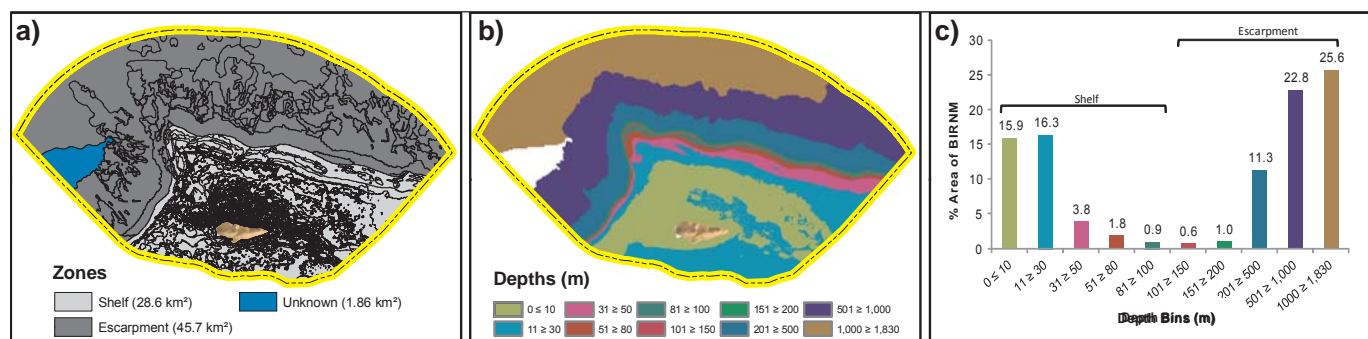 a)
Zones
Shelf (28.6 km²)
Unknown (1.86 km²)
Escarpment (45.7 km²)
b)
Depths (m)
0 ≤ 10
31 ≥ 50
81 ≥ 100
151 ≥ 200
501 ≥ 1,000
11 ≥ 30
51 ≥ 80
101 ≥ 150
201 ≥ 500
1,000 ≥ 1,830
c)
Escarpment
Shelf
% Area of BIRNM
30
25
20
15
10
5
0
15.9
16.3
3.8
1.8
0.9
0.6
1.0
11.3
22.8
25.6
0 ≤ 10
11 ≥ 30
31 ≥ 50
51 ≥ 80
81 ≥ 100
101 ≥ 150
151 ≥ 200
201 ≥ 500
501 ≥ 1,000
1000 ≥ 1,830
Depth Bins (m)